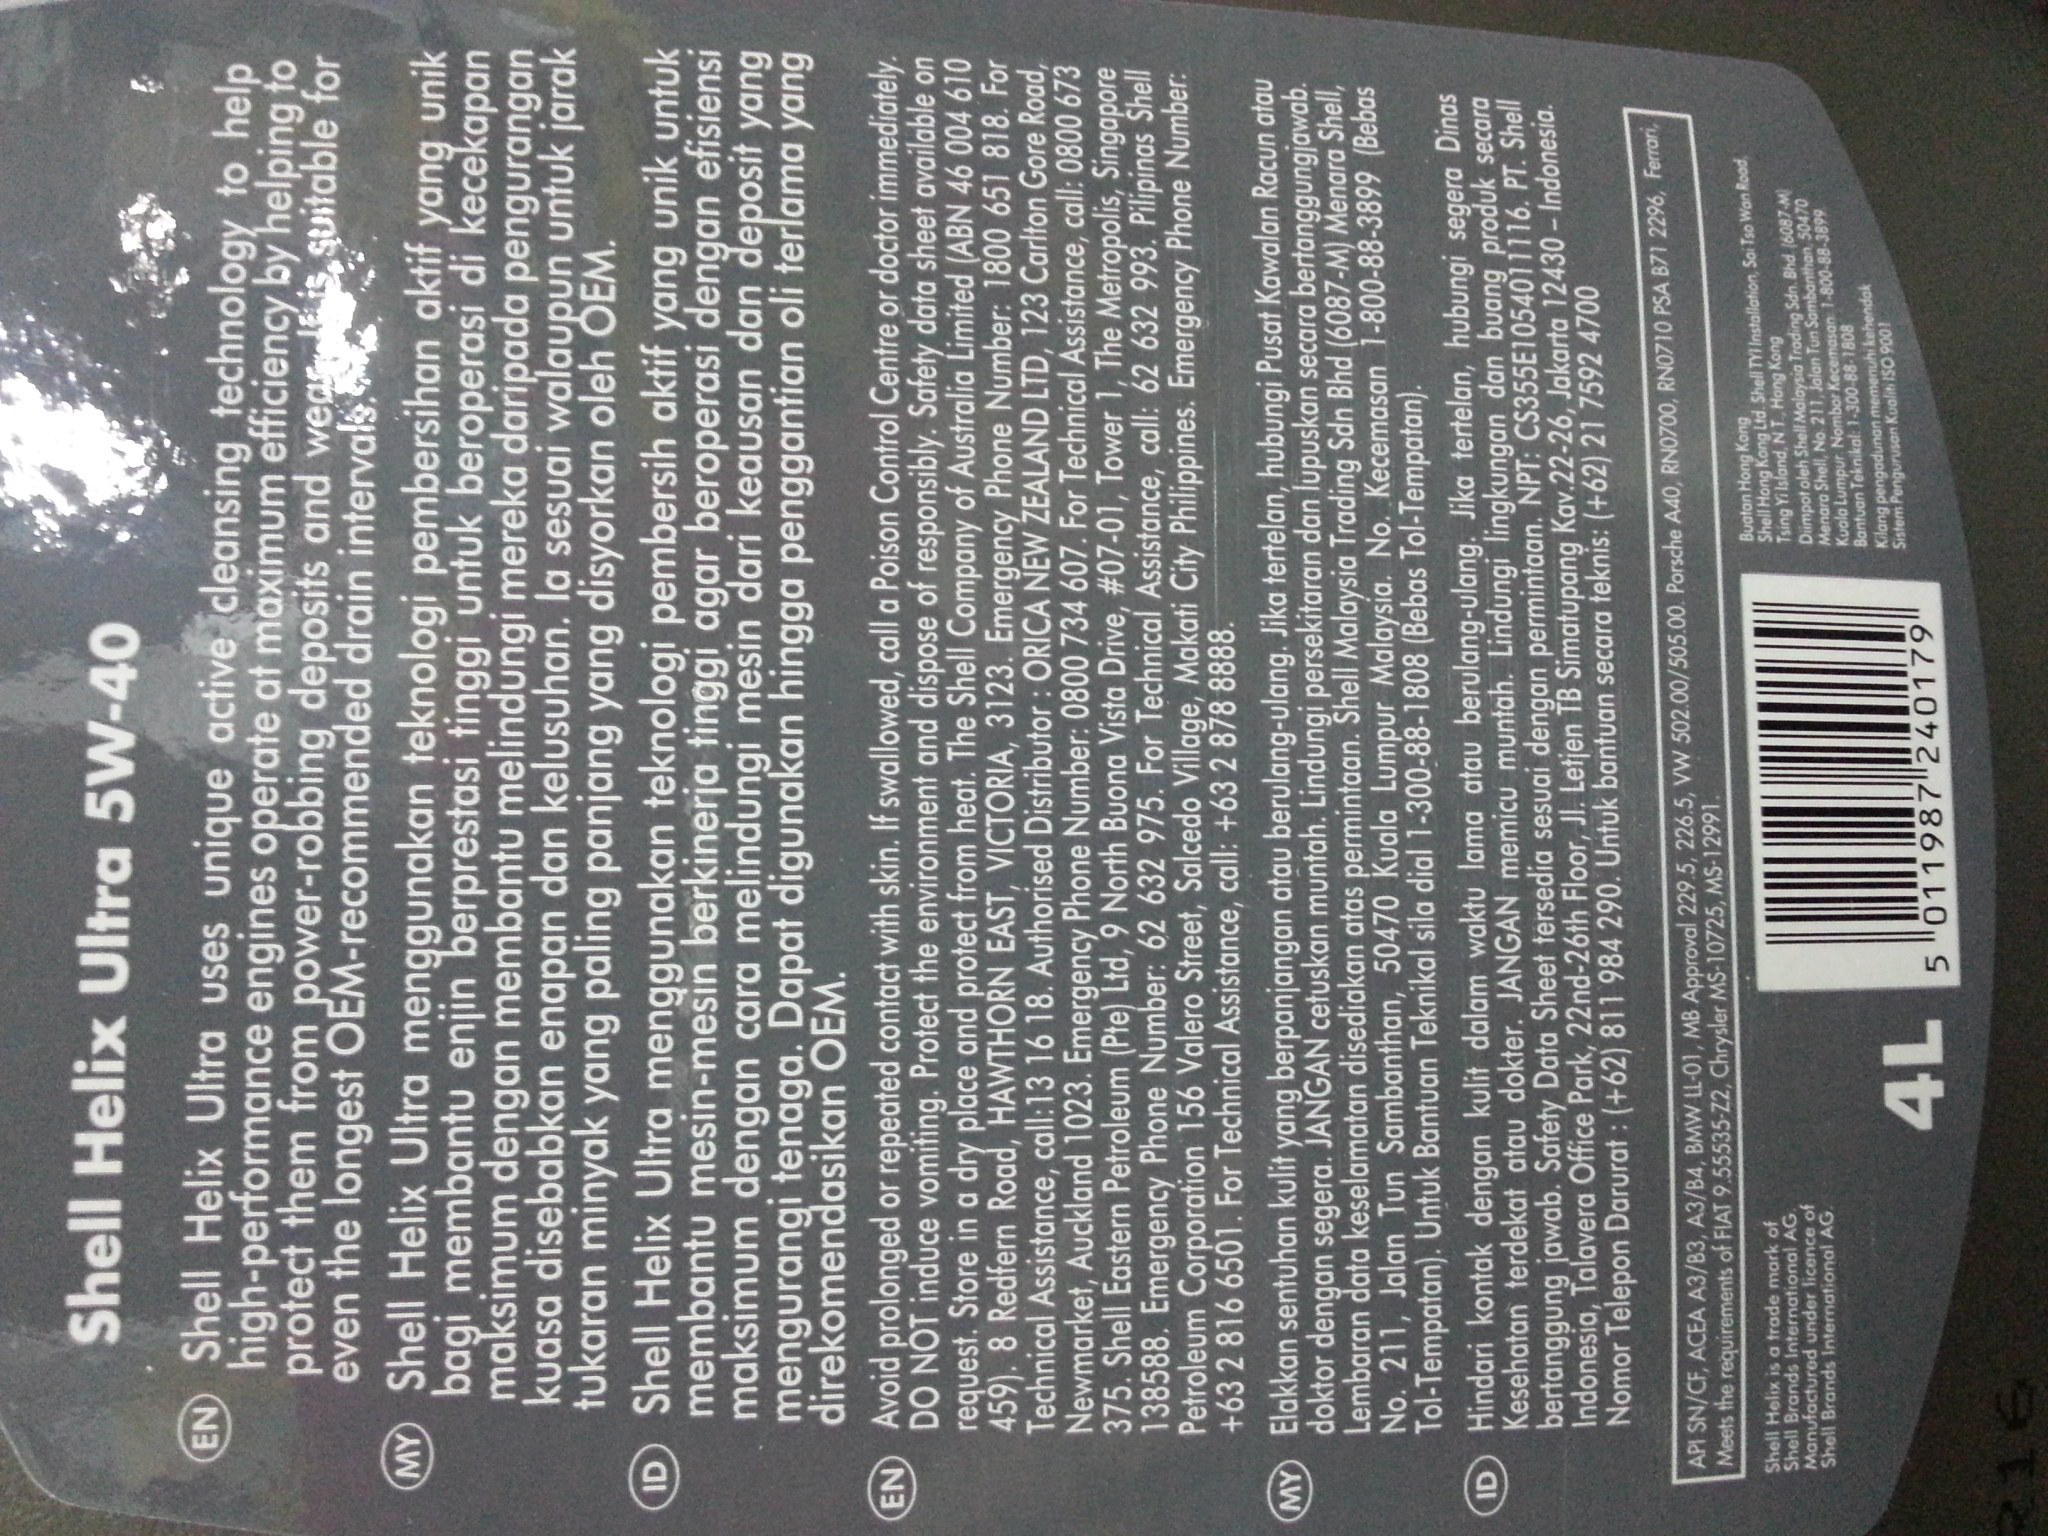 Shell Helix Ultra 5W-40
EN
Shell Helix Ultra uses unique active cleansing technology to help
high-performance engines operate at maximum efficiency by helping to
protect them from power-robbing deposits and is suitable for
even the longest OEM-recommended drain intervals
MY
Shell Helix Ultra menggunakan teknologi pembersihan aktif yang unik
bagi membantu enjin berprestasi tinggi untuk beroperasi di kecekapan
maksimum dengan membantu melindungi mereka daripada pengurangan
kuasa disebabkan enapan dan kelusuhan. Ia sesuai walaupun untuk jarak
tukaran minyak yang paling panjang yang disyorkan oleh OEM.
ID
Shell Helix Ultra menggunakan teknologi pembersih aktif yang unik untuk
membantu mesin-mesin berkinerja tinggi agar beroperasi dengan efisiensi
maksimum dengan cara melindungi mesin dari keausan dan deposit yang
mengurangi tenaga. Dapat digunakan hingga penggantian oli terlama yang
direkomendasikan OEM.
EN
Avoid prolonged or repeated contact with skin. If swallowed, call a Poison Control Centre or doctor immediately.
DO NOT induce vomiting. Protect the environment and dispose of responsibly. Safety data sheet available on
request. Store in a dry place and protect from heat. The Shell Company of Australia Limited (ABN 46 004 610
459). 8 Redfern Road, HAWTHORN EAST, VICTORIA, 3123. Emergency Phone Number: 1800 651 818. For
Technical Assistance, call:13 16 18. Authorised Distributor : ORICA NEW ZEALAND LTD, 123 Carlton Gore Road,
Newmarket, Auckland 1023. Emergency Phone Number: 0800 734 607. For Technical Assistance, call: 0800 673
375. Shell Eastern Petroleum (Pte) Ltd, 9 North Buona Vista Drive, #07-01, Tower 1, The Metropolis, Singapore
138588. Emergency Phone Number: 62 632 975. For Technical Assistance, call: 62 632 993. Pilipinas Shell
Petroleum Corporation 156 Valero Street, Salcedo Village, Makati City Philippines. Emergency Phone Number:
+63 2 816 6501. For Technical Assistance, call: +63 2 878 8888.
MY
Elakkan sentuhan kulit yang berpanjangan atau berulang-ulang. Jika tertelan, hubungi Pusat Kawalan Racun atau
doktor dengan segera. JANGAN cetuskan muntah. Lindungi persekitaran dan lupuskan secara bertanggungjawab.
Lembaran data keselamatan disediakan atas permintaan. Shell Malaysia Trading Sdn Bhd (6087-M) Menara Shell,
No. 211, Jalan Tun Sambanthan, 50470 Kuala Lumpur Malaysia. No. Kecemasan 1-800-88-3899 (Bebas
Tol-Tempatan). Untuk Bantuan Teknikal sila dial 1-300-88-1808 (Bebas Tol-Tempatan).
ID
Hindari kontak dengan kulit dalam waktu lama atau berulang-ulang. Jika tertelan, hubungi segera Dinas
Kesehatan terdekat atau dokter. JANGAN memicu muntah. Lindungi lingkungan dan buang produk secara
bertanggung jawab. Safety Data Sheet tersedia sesuai dengan permintaan. NPT: CS355E1054011116. PT. Shell
Indonesia, Talavera Office Park, 22nd-26th Floor, Jl. Letjen TB Simatupang Kav.22-26, Jakarta 12430 – Indonesia.
Nomor Telepon Darurat : (+62) 811 984 290. Untuk bantuan secara teknis: (+62) 21 7592 4700
API SN/CF, ACEA A3/B3, A3/B4, BMW LL-01, MB Approval 229.5, 226.5, VW 502.00/505.00. Porsche A40, RN0700, RN0710 PSA B71 2296, Ferrari,
Meets the requirements of FIAT 9.55535-Z2, Chrysler MS-10725, MS-12991.
Shell Helix is a trade mark of
Shell Brands International AG.
Manufactured under licence of
Shell Brands International AG.
4L
5 011987 240179
Buatan Hong Kong
Shell Hong Kong Ltd, Shell TYI Installation, Sai Tso Wan Road,
Tsing Yi Island, N.T., Hong Kong
Diimport oleh Shell Malaysia Trading Sdn. Bhd. (6087-M)
Menara Shell, No. 211, Jalan Tun Sambanthan, 50470
Kuala Lumpur. Nombor Kecemasan: 1-800-88-3899
Bantuan Teknikal: 1-300-88-1808
Kilang pengadunan memenuhi kehendak
Sistem Pengurusan Kualiti ISO 9001